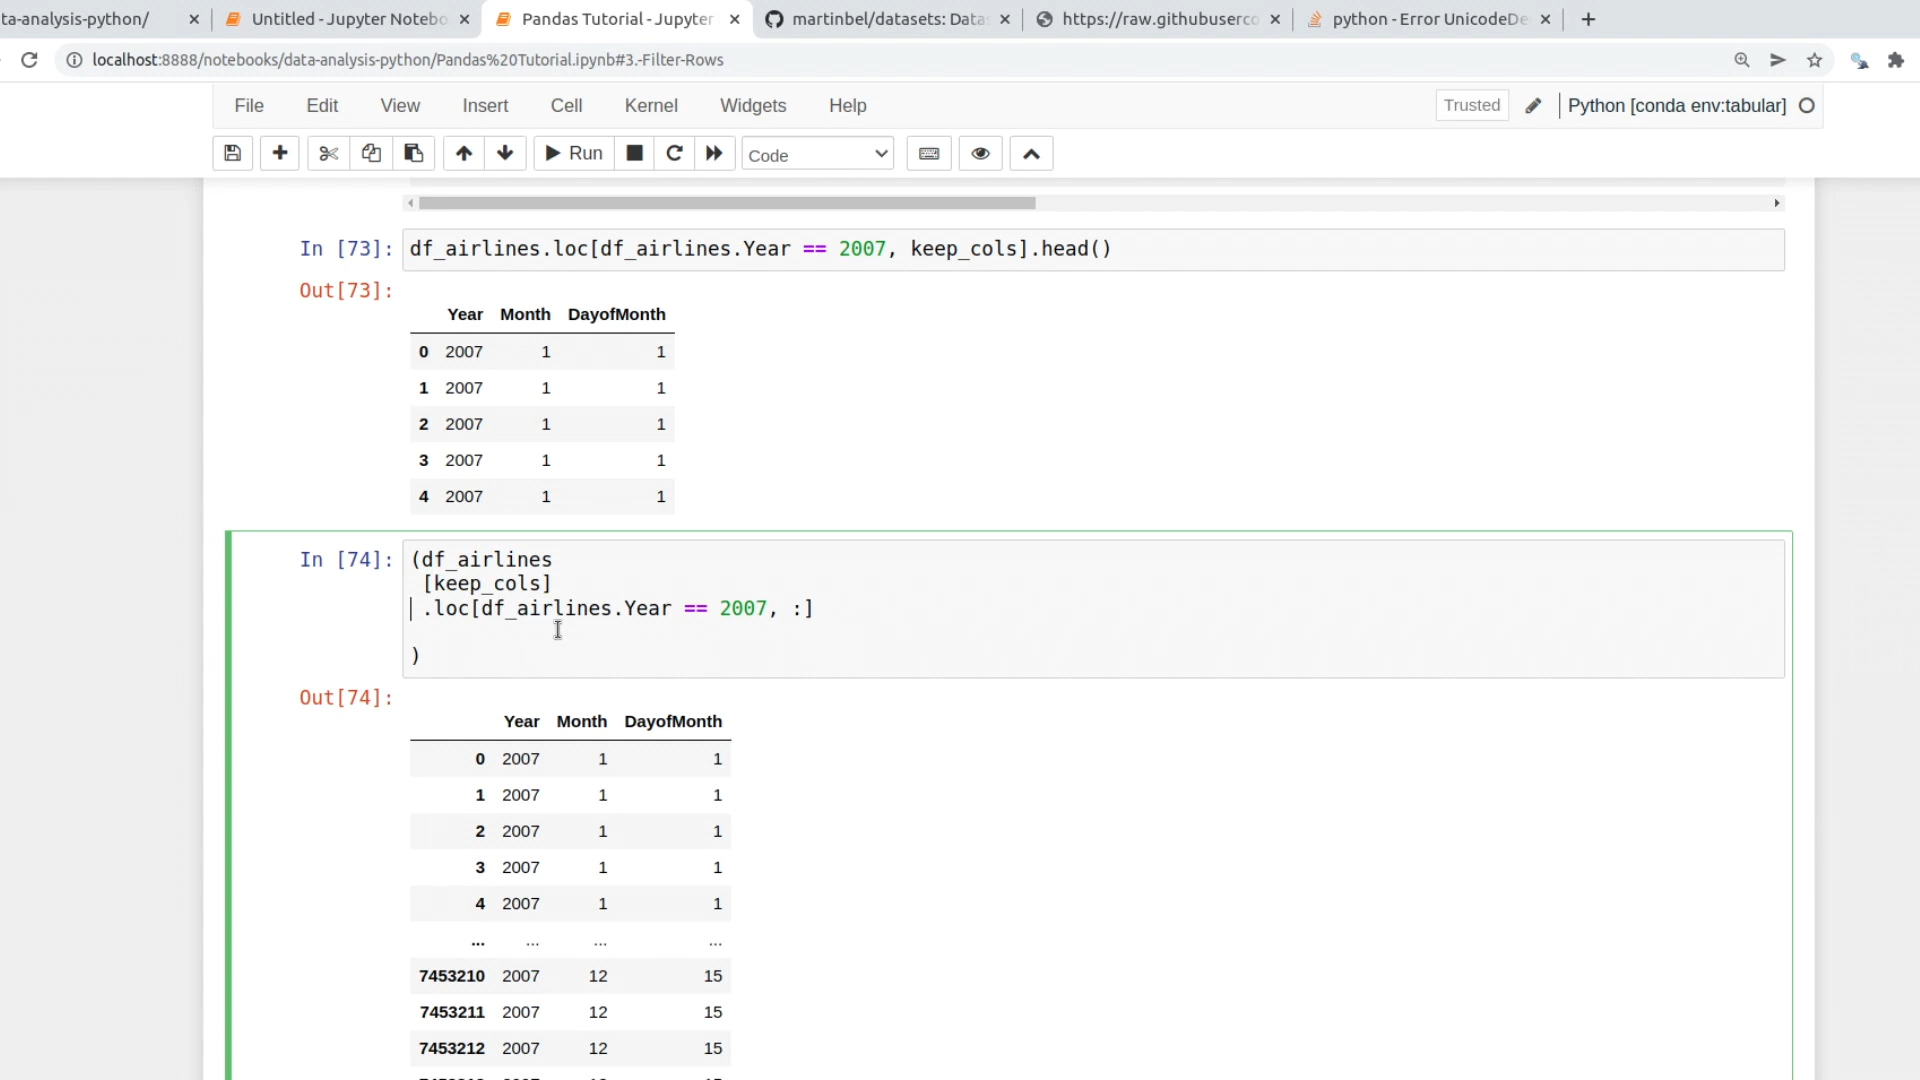 ta-analysis-python/
Untitled - Jupyter Notebo
Pandas Tutorial - Jupyter
martinbel/datasets: Data
https://raw.githubuserco
python - Error UnicodeDe
localhost:8888/notebooks/data-analysis-python/Pandas%20Tutorial.ipynb#3.-Filter-Rows
File Edit View Insert Cell Kernel Widgets Help
Trusted
Python [conda env:tabular]
Run
Code
In [73]: df_airlines.loc[df_airlines.Year == 2007, keep_cols].head()
Out[73]:
Year Month DayofMonth
0 2007 1 1
1 2007 1 1
2 2007 1 1
3 2007 1 1
4 2007 1 1
In [74]: (df_airlines
[keep_cols]
.loc[df_airlines.Year == 2007, :]
)
Out[74]:
Year Month DayofMonth
0 2007 1 1
1 2007 1 1
2 2007 1 1
3 2007 1 1
4 2007 1 1
... ... ... ...
7453210 2007 12 15
7453211 2007 12 15
7453212 2007 12 15